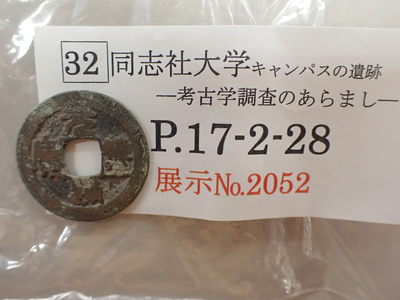 32 同志社大学キャンパスの遺跡
―考古学調査のあらまし―
P.17-2-28
展示No.2052